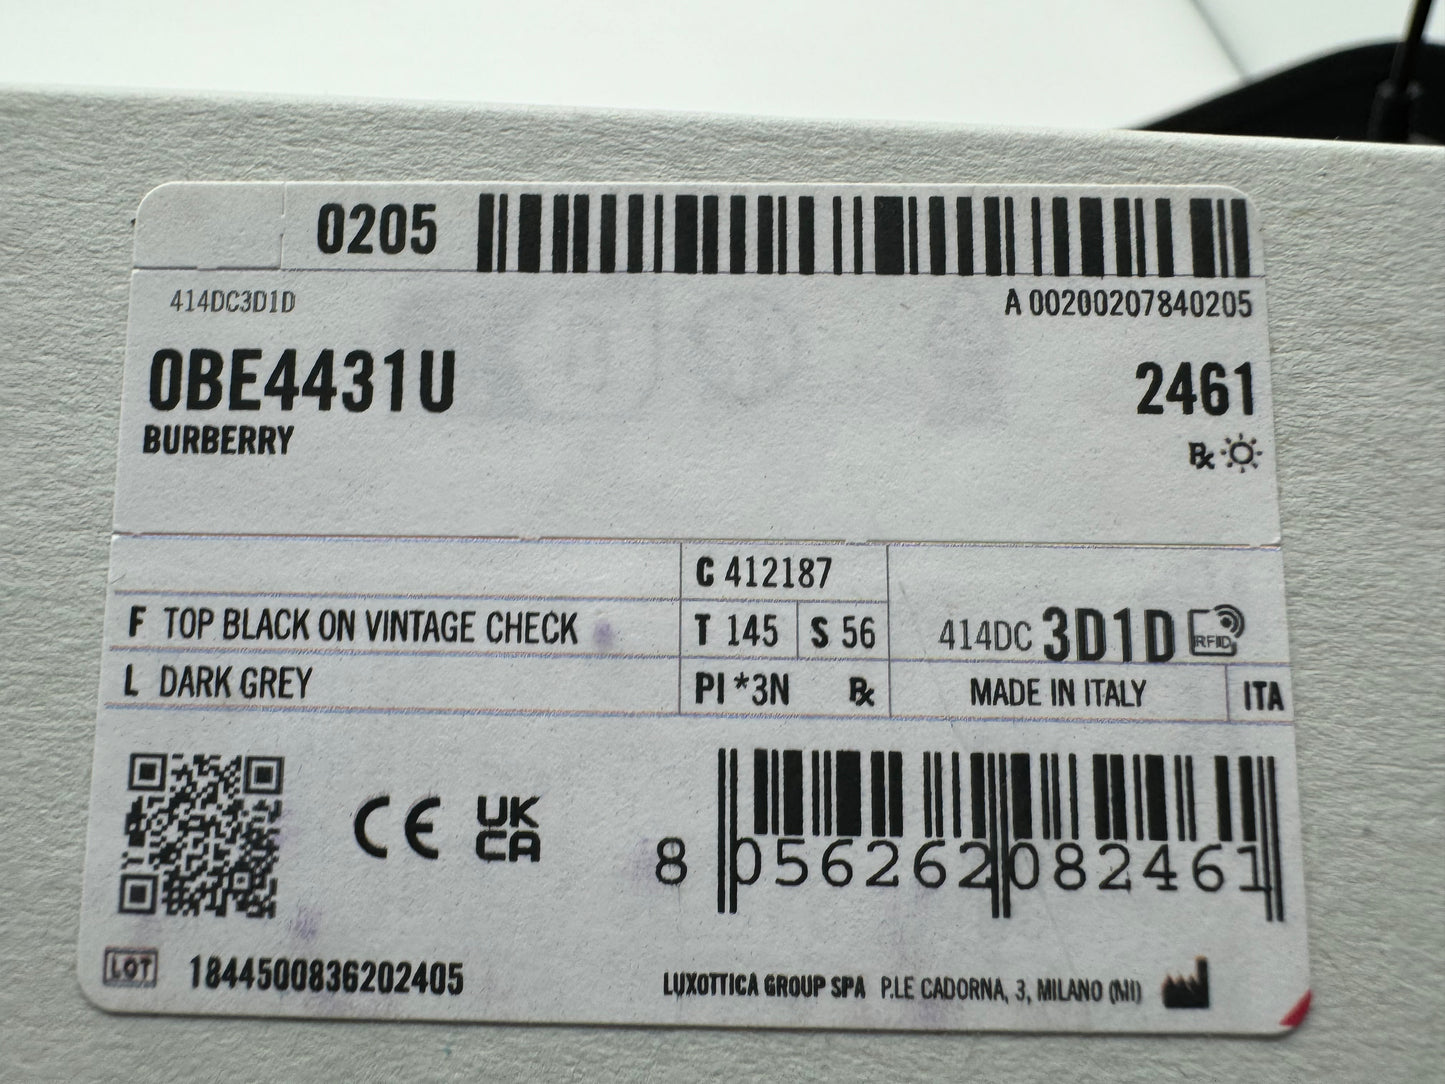 0205
414DC3D1D
A 00200207840205
0BE4431U
2461
BURBERRY
Rx
C 412187
F TOP BLACK ON VINTAGE CHECK
T 145
S 56
414DC 3D1D
RFID
L DARK GREY
PI *3N
Rx
MADE IN ITALY
ITA
CE
UK
CA
8 056262 082461
LOT
1844500836202405
LUXOTTICA GROUP SPA P.LE CADORNA, 3, MILANO (MI)